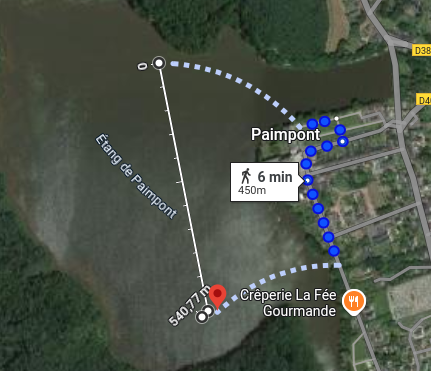 D38
0
D40
Paimpont
Étang de Paimpont
6 min
450m
540,77 m
Crêperie La Fée
Gourmande